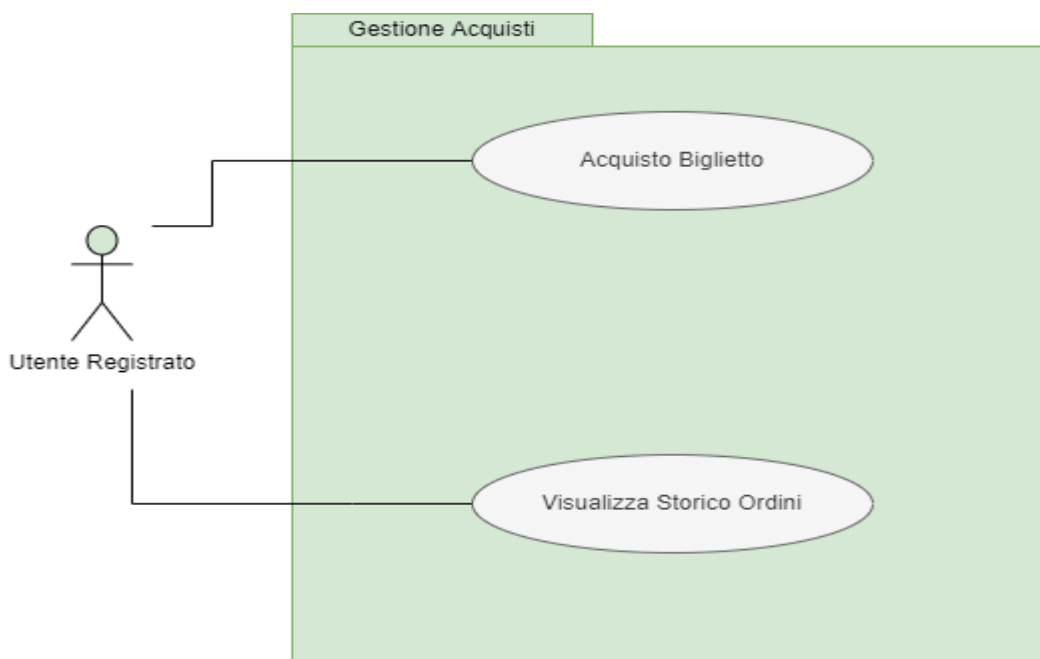 Gestione Acquisti
Acquisto Biglietto
Utente Registrato
Visualizza Storico Ordini